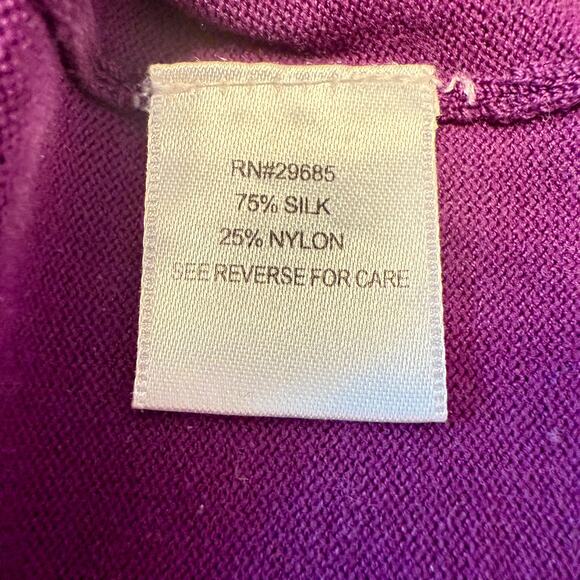 RN#29685
75% SILK
25% NYLON
SEE REVERSE FOR CARE